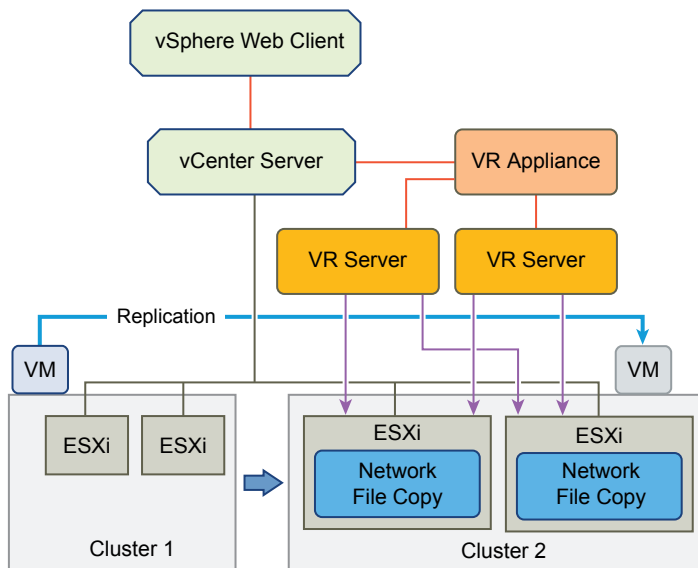 vSphere Web Client
vCenter Server
VR Appliance
VR Server
VR Server
Replication
VM
VM
ESXi
ESXi
ESXi
Network
File Copy
ESXi
Network
File Copy
Cluster 1
Cluster 2